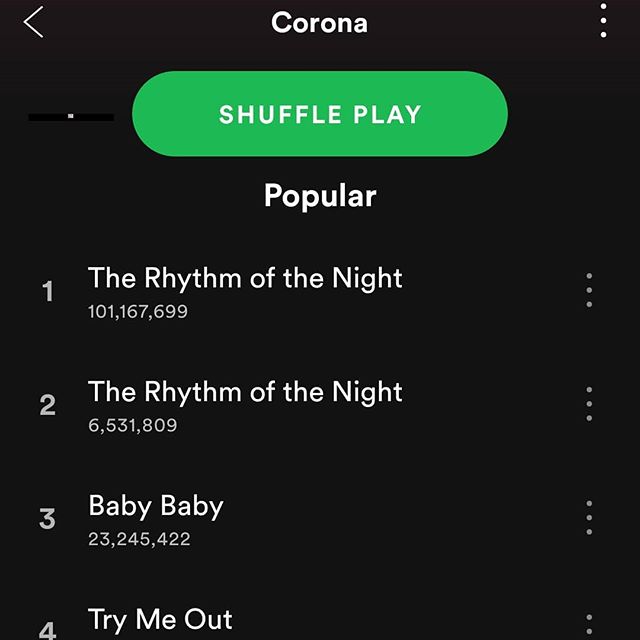 Corona
SHUFFLE PLAY
Popular
1
The Rhythm of the Night
101,167,699
2
The Rhythm of the Night
6,531,809
3
Baby Baby
23,245,422
4
Try Me Out